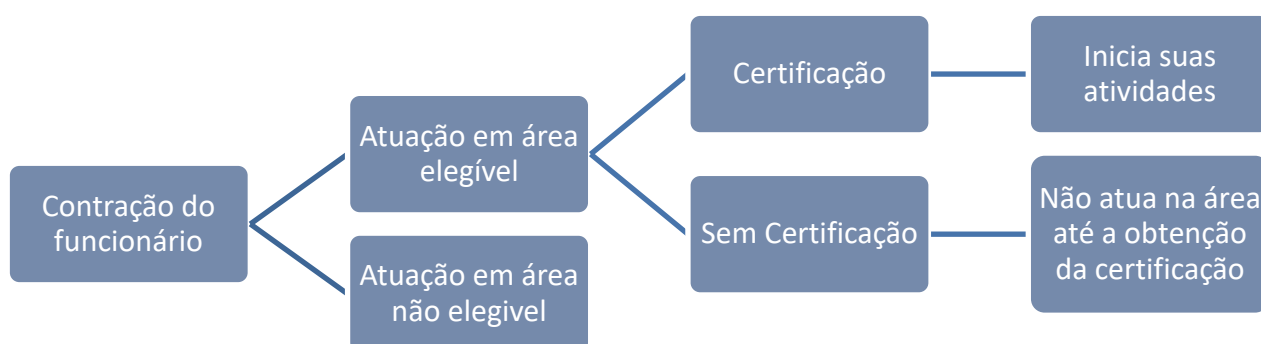 Contração do
funcionário
Atuação em área
elegível
Atuação em área
não elegivel
Certificação
Sem Certificação
Inicia suas
atividades
Não atua na área
até a obtenção
da certificação